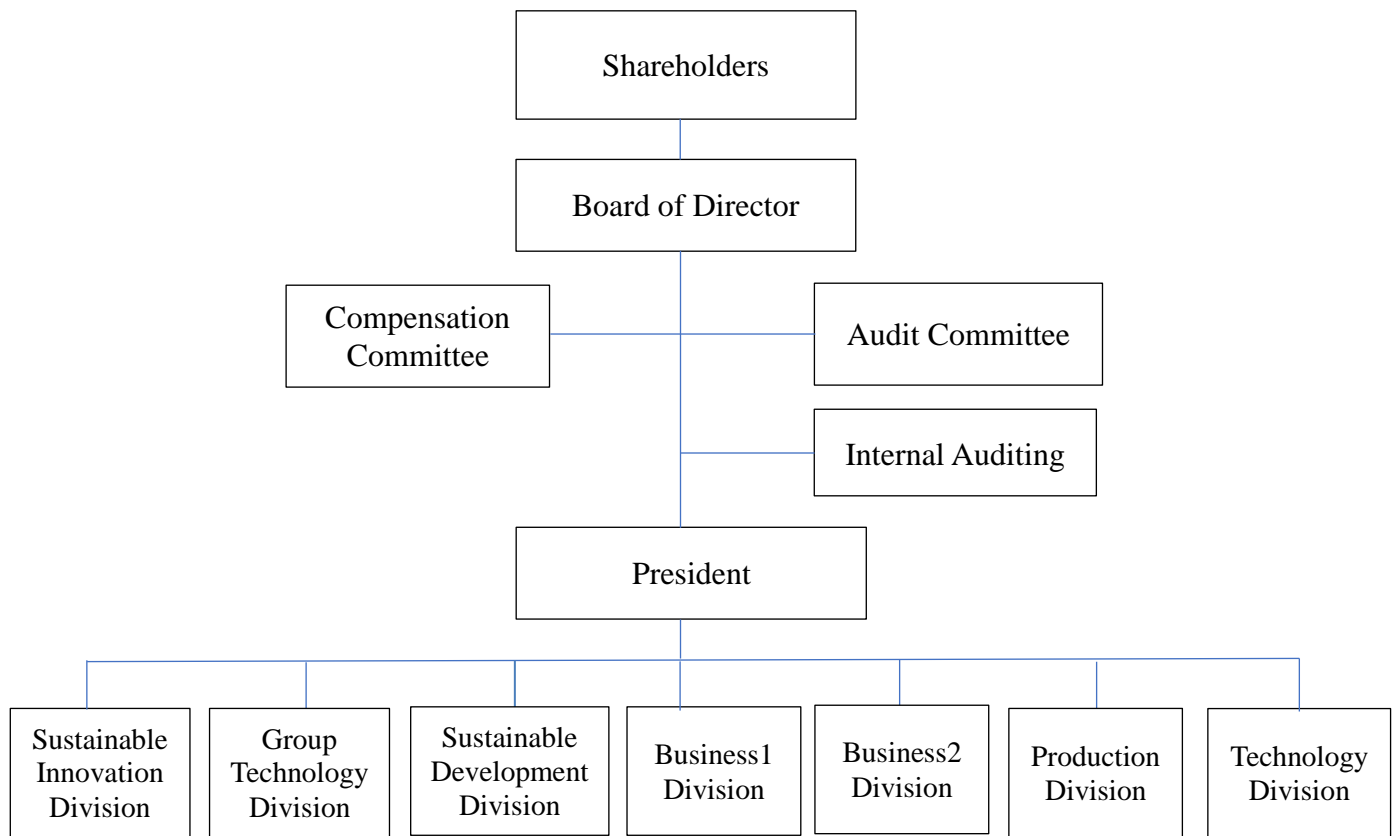 Shareholders
Board of Director
Compensation
Committee
Audit Committee
Internal Auditing
President
Sustainable
Innovation
Division
Group
Technology
Division
Sustainable
Development
Division
Business1
Division
Business2
Division
Production
Division
Technology
Division